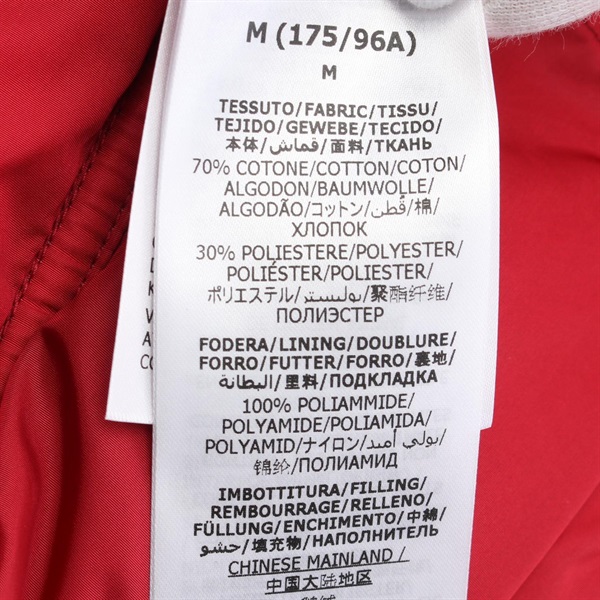 M (175/96A)
M
TESSUTO/FABRIC/TISSU/
TEJIDO/GEWEBE/TECIDO/
本体/قماش/面料/ТКАНЬ
70% COTONE/COTTON/COTON/
ALGODON/BAUMWOLLE/
ALGODÃO/コットン/قُطن/棉/
ХЛОПОК
30% POLIESTERE/POLYESTER/
POLIÉSTER/POLIESTER/
ポリエステル/بوليستر/聚酯纤维/
ПОЛИЭСТЕР
FODERA/LINING/DOUBLURE/
FORRO/FUTTER/FORRO/裏地/
البطانة/里料/ПОДКЛАДКА
100% POLIAMMIDE/
POLYAMIDE/POLIAMIDA/
POLYAMID/ナイロン/بولي أميد/
锦纶/ПОЛИАМИД
IMBOTTITURA/FILLING/
REMBOURRAGE/RELLENO/
FÜLLUNG/ENCHIMENTO/中綿/
حشو/填充物/НАПОЛНИТЕЛЬ
CHINESE MAINLAND/
中国大陆地区